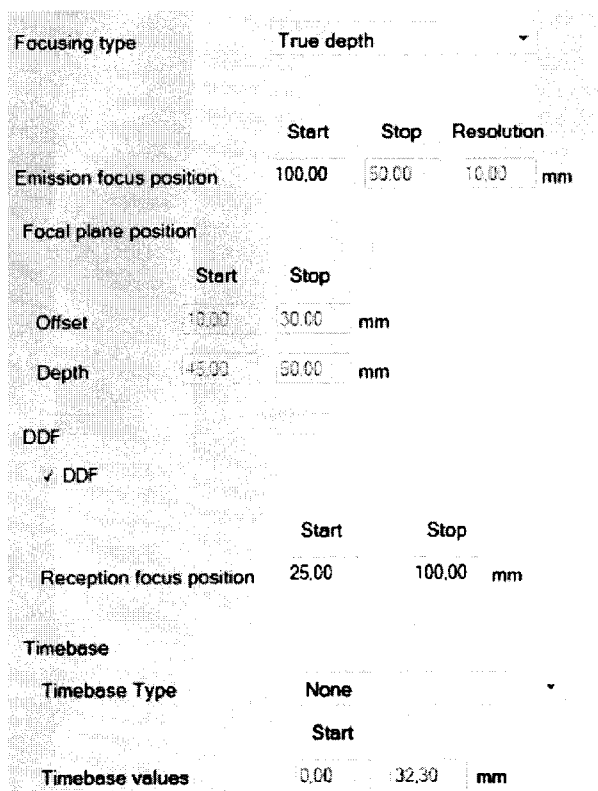 Focusing type True depth
Start Stop Resolution
Emission focus position 100,00 50.00 10,00 mm
Focal plane position
Start Stop
Offset 10,00 30.00 mm
Depth 45.00 mm
DDF
✓ DDF
Start Stop
Reception focus position 25,00 100,00 mm
Timebase
Timebase Type None
Start
Timebase values 0,00 32,30 mm